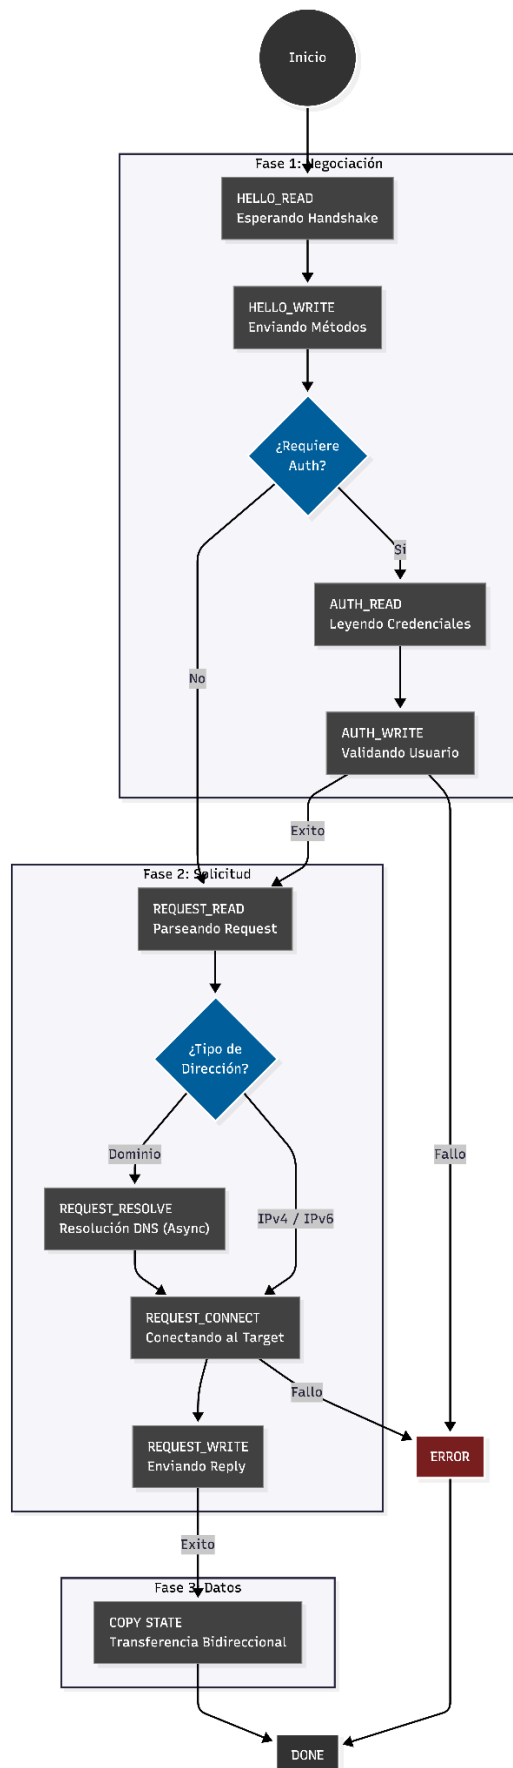 Inicio
Fase 1: Negociación
HELLO_READ
Esperando Handshake
HELLO_WRITE
Enviando Métodos
¿Requiere
Auth?
Si
AUTH_READ
Leyendo Credenciales
No
AUTH_WRITE
Validando Usuario
Exito
Fase 2: Solicitud
REQUEST_READ
Parseando Request
¿Tipo de
Dirección?
Dominio
Fallo
REQUEST_RESOLVE
Resolución DNS (Async)
IPv4 / IPv6
REQUEST_CONNECT
Conectando al Target
Fallo
REQUEST_WRITE
Enviando Reply
ERROR
Exito
Fase 3: Datos
COPY STATE
Transferencia Bidireccional
DONE